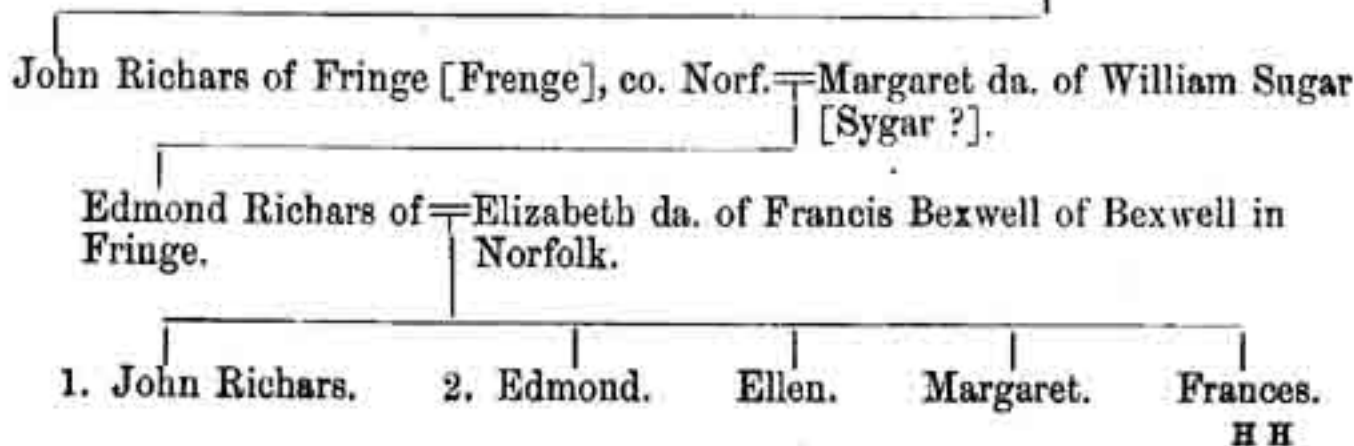 John Richars of Fringe [Frenge], co. Norf.=Margaret da. of William Sugar
[Sygar ?].
Edmond Richars of=Elizabeth da. of Francis Bexwell of Bexwell in
Fringe. Norfolk.
1. John Richars. 2. Edmond. Ellen. Margaret. Frances.
H H